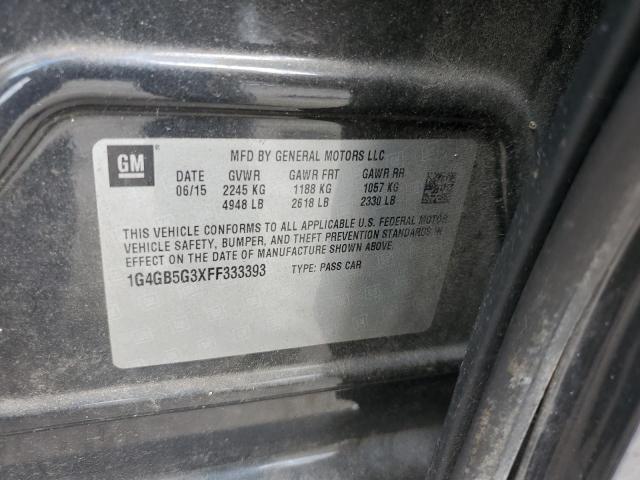 GM
MFD BY GENERAL MOTORS LLC
DATE GVWR GAWR FRT GAWR RR
06/15 2245 KG 1188 KG 1057 KG
4948 LB 2618 LB 2330 LB
THIS VEHICLE CONFORMS TO ALL APPLICABLE U.S. FEDERAL MOTOR
VEHICLE SAFETY, BUMPER, AND THEFT PREVENTION STANDARDS IN
EFFECT ON THE DATE OF MANUFACTURE SHOWN ABOVE.
1G4GB5G3XFF333393 TYPE: PASS CAR